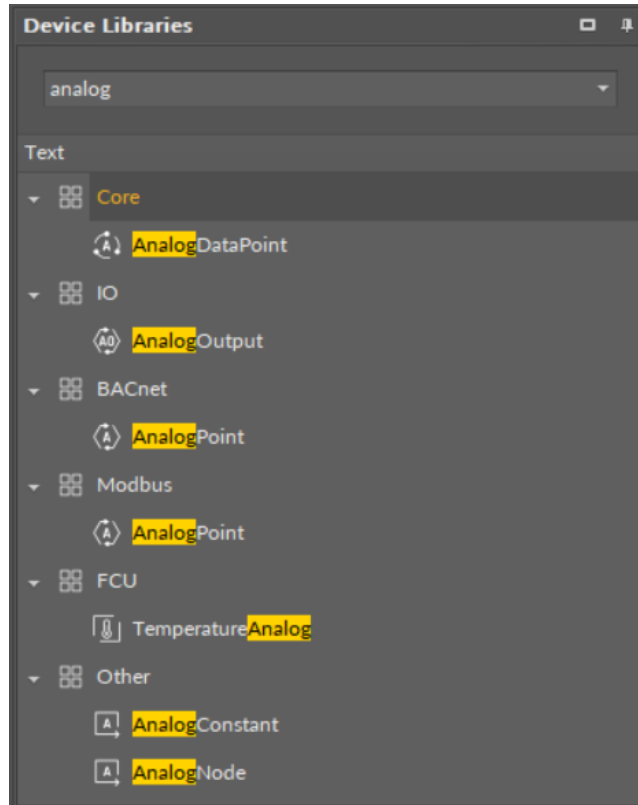 Device Libraries
analog
Text
Core
AnalogDataPoint
IO
AnalogOutput
BACnet
AnalogPoint
Modbus
AnalogPoint
FCU
TemperatureAnalog
Other
AnalogConstant
AnalogNode